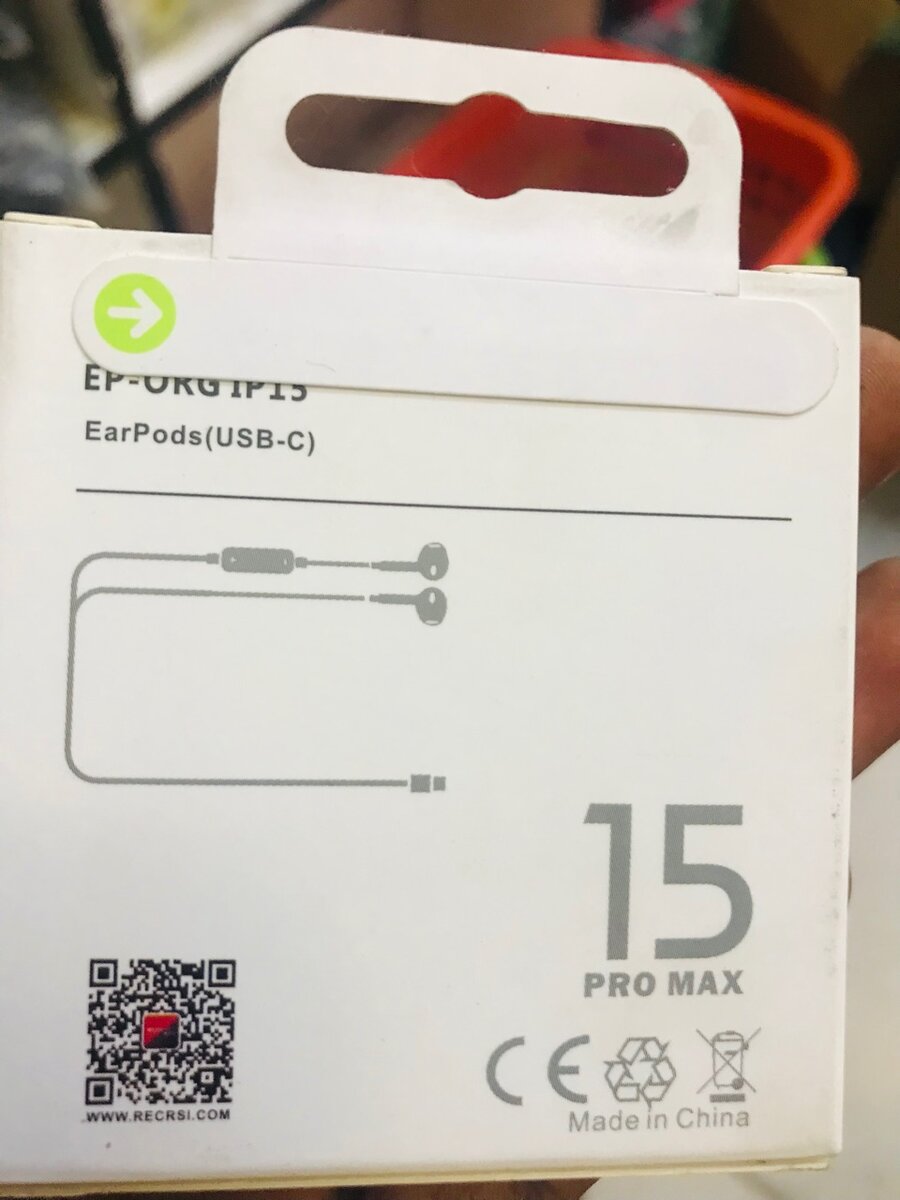 EP-ORG IP15
EarPods(USB-C)
15
PRO MAX
CE
Made in China
WWW.RECRSI.COM